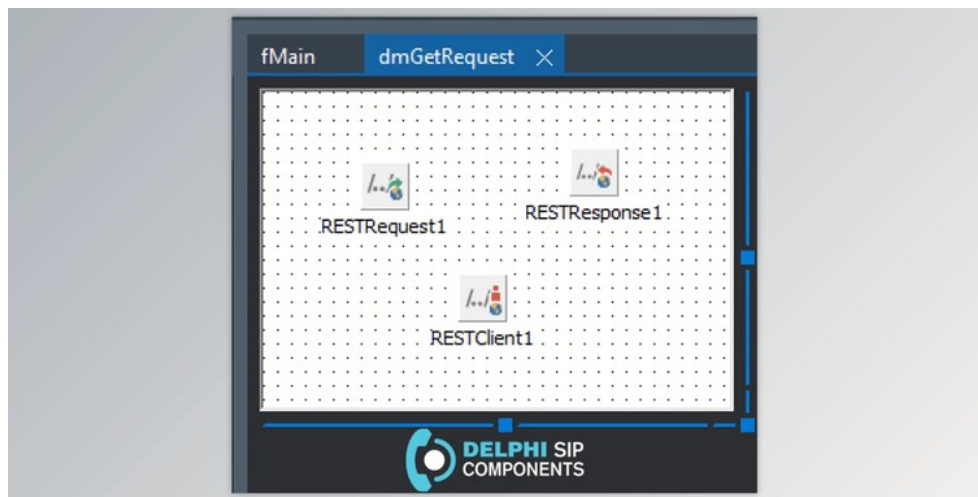 fMain dmGetRequest
RESTRequest1
RESTResponse1
RESTClient1
DELPHI SIP
COMPONENTS